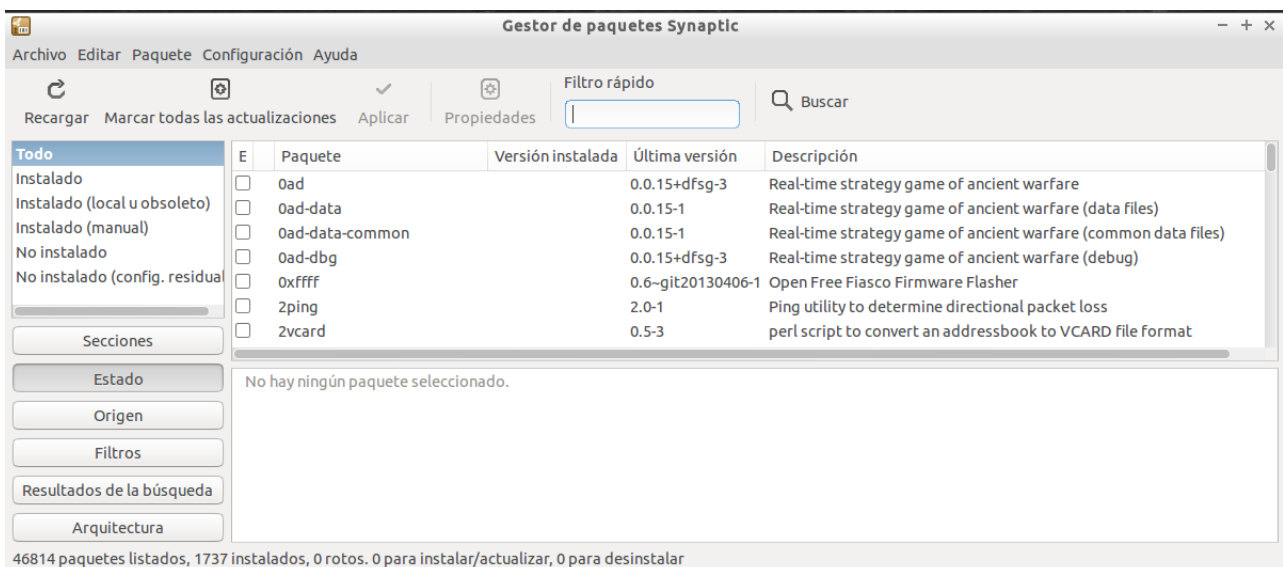 Gestor de paquetes Synaptic
Archivo Editar Paquete Configuración Ayuda
Recargar Marcar todas las actualizaciones Aplicar Propiedades Filtro rápido Buscar
Todo
Instalado
Instalado (local u obsoleto)
Instalado (manual)
No instalado
No instalado (config. residual
Secciones
Estado
Origen
Filtros
Resultados de la búsqueda
Arquitectura
E Paquete Versión instalada Última versión Descripción
0ad 0.0.15+dfsg-3 Real-time strategy game of ancient warfare
0ad-data 0.0.15-1 Real-time strategy game of ancient warfare (data files)
0ad-data-common 0.0.15-1 Real-time strategy game of ancient warfare (common data files)
0ad-dbg 0.0.15+dfsg-3 Real-time strategy game of ancient warfare (debug)
0xffff 0.6~git20130406-1 Open Free Fiasco Firmware Flasher
2ping 2.0-1 Ping utility to determine directional packet loss
2vcard 0.5-3 perl script to convert an addressbook to VCARD file format
No hay ningún paquete seleccionado.
46814 paquetes listados, 1737 instalados, 0 rotos. 0 para instalar/actualizar, 0 para desinstalar